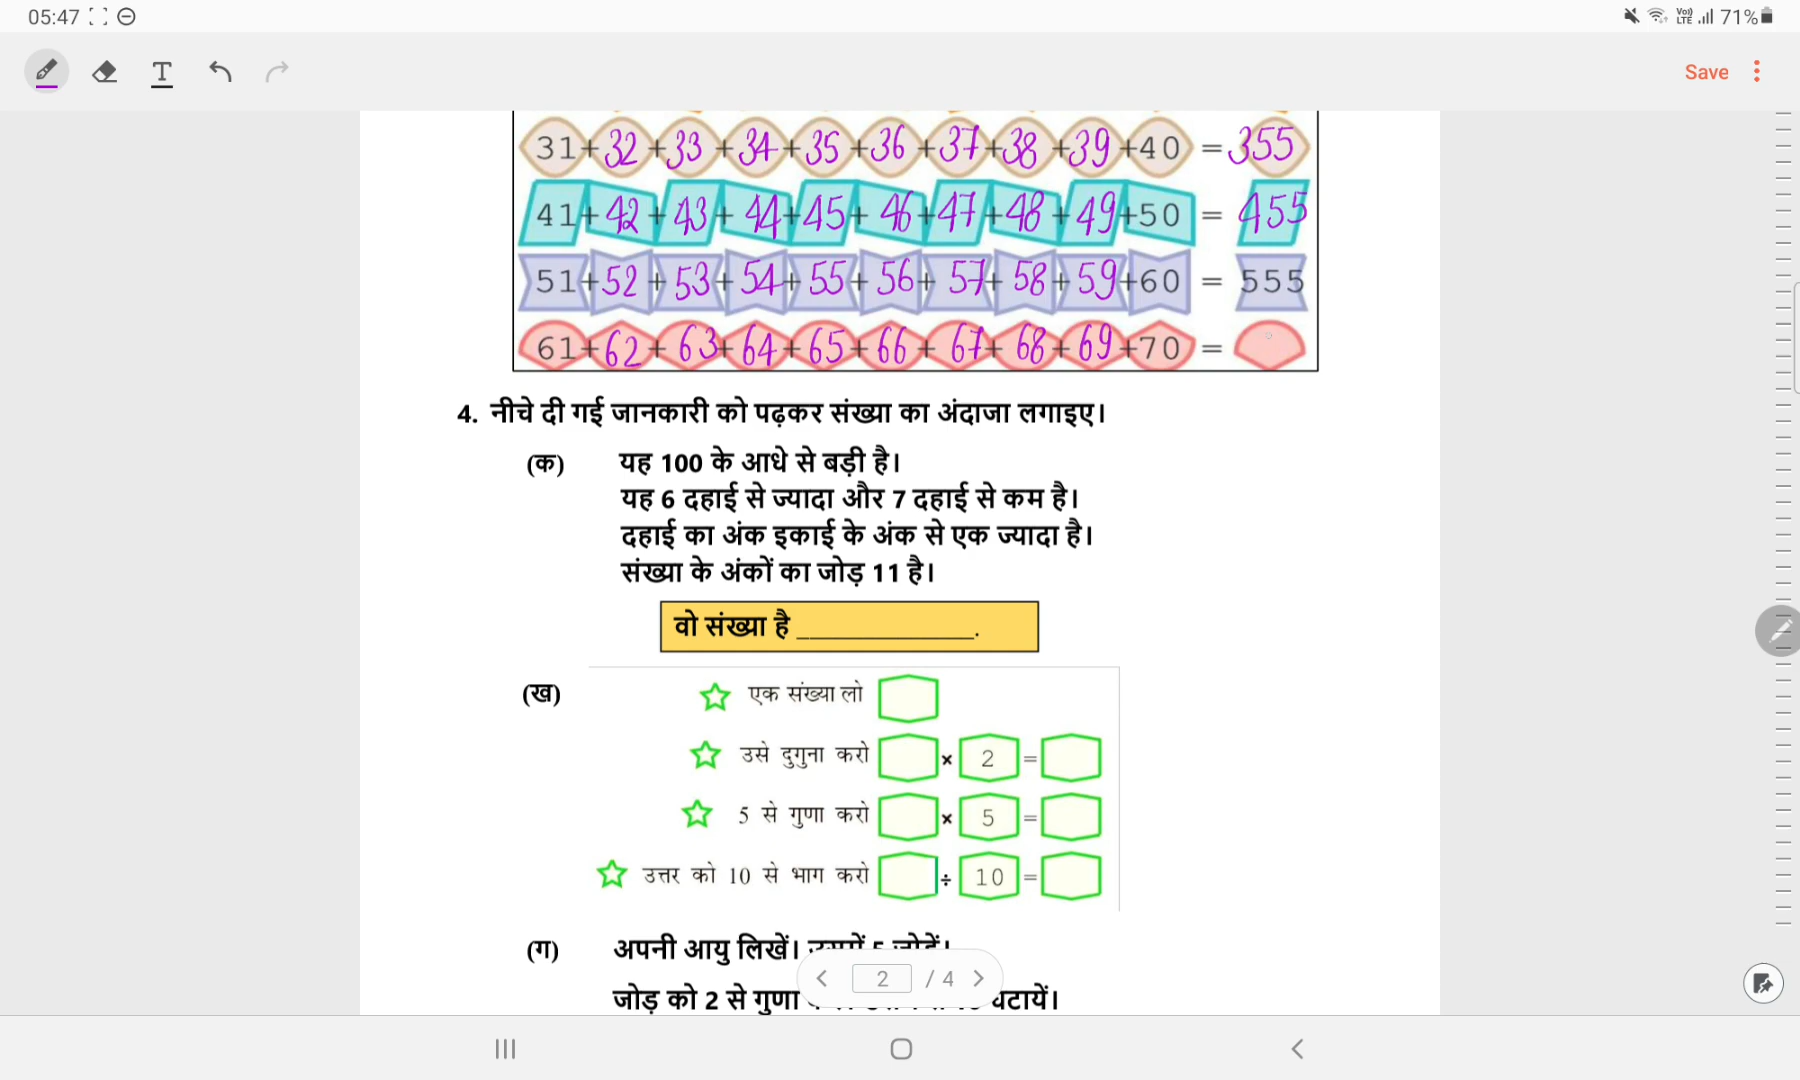 05:47
71%
Save
31+32+33+34+35+36+37+38+39+40 = 355
41+42+43+44+45+46+47+48+49+50 = 455
51+52+53+54+55+56+57+58+59+60 = 555
61+62+63+64+65+66+67+68+69+70 =
4. नीचे दी गई जानकारी को पढ़कर संख्या का अंदाजा लगाइए।
(क) यह 100 के आधे से बड़ी है।
यह 6 दहाई से ज्यादा और 7 दहाई से कम है।
दहाई का अंक इकाई के अंक से एक ज्यादा है।
संख्या के अंकों का जोड़ 11 है।
वो संख्या है ____________.
(ख) एक संख्या लो
उसे दुगुना करो × 2 =
5 से गुणा करो × 5 =
उत्तर को 10 से भाग करो ÷ 10 =
(ग) अपनी आयु लिखें।
जोड़ को 2 से गुणा
2 / 4